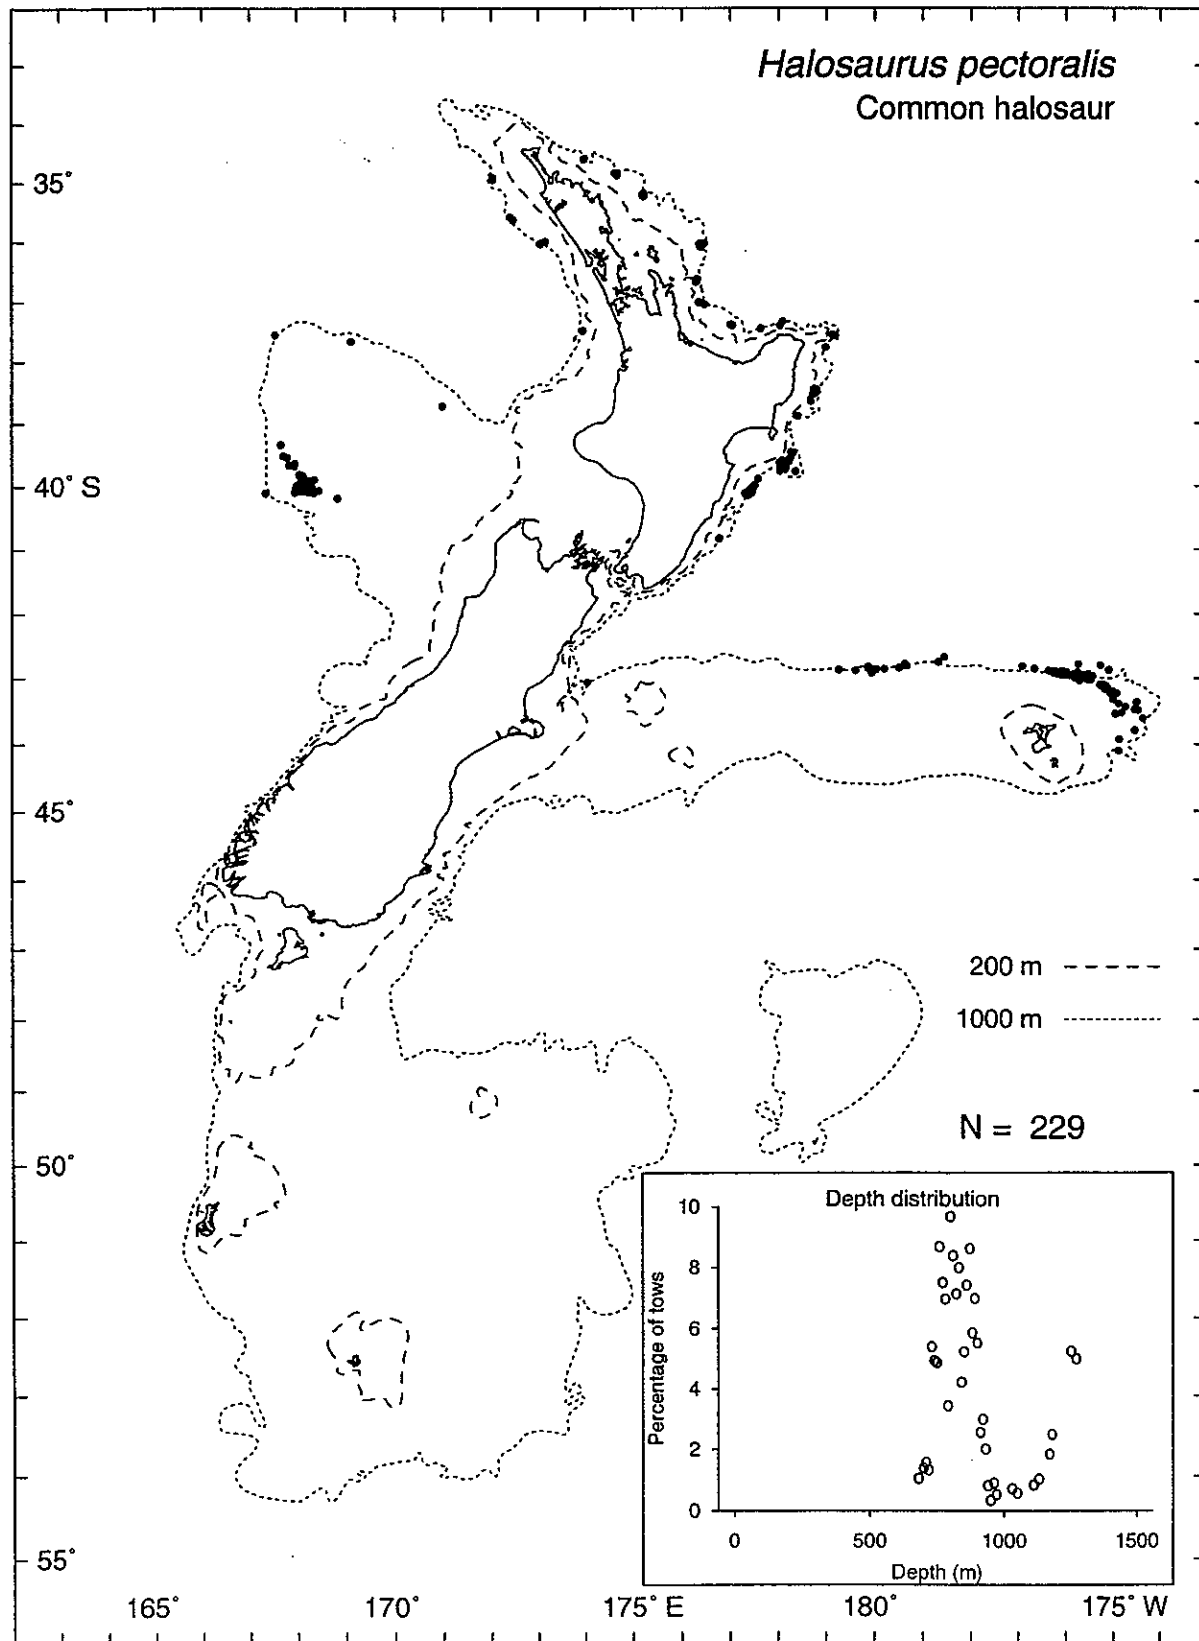 Halosaurus pectoralis
Common halosaur
35°
40° S
45°
200 m
1000 m
N = 229
50°
Depth distribution
10
8
6
4
2
0
Percentage of tows
0 500 1000 1500
Depth (m)
55°
165° 170° 175° E 180° 175° W